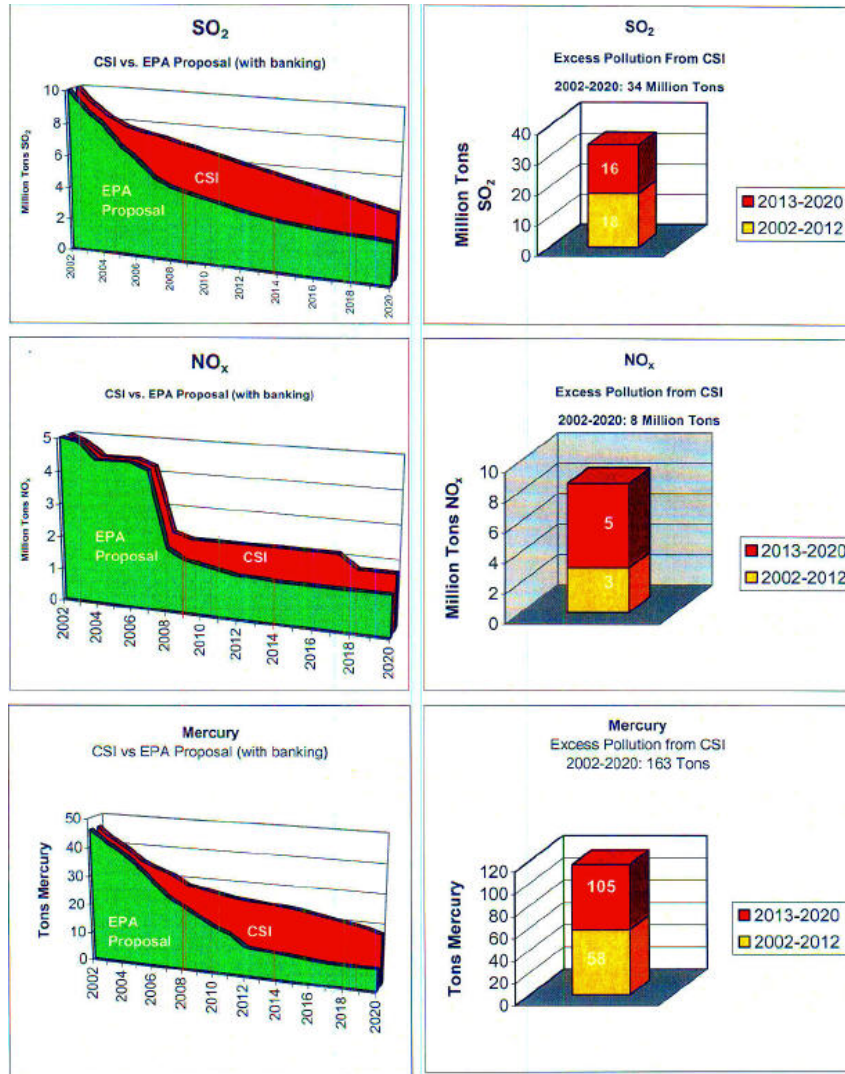 SO2
CSI vs. EPA Proposal (with banking)
Million Tons SO2
10
8
6
4
2
0
EPA
Proposal
CSI
2002
2004
2006
2008
2010
2012
2014
2016
2018
2020
SO2
Excess Pollution From CSI
2002-2020: 34 Million Tons
Million Tons
SO2
40
30
20
10
0
16
18
2013-2020
2002-2012
NOx
CSI vs. EPA Proposal (with banking)
Million Tons NOx
5
4
3
2
1
0
EPA
Proposal
CSI
2002
2004
2006
2008
2010
2012
2014
2016
2018
2020
NOx
Excess Pollution from CSI
2002-2020: 8 Million Tons
Million Tons NOx
10
8
6
4
2
0
5
3
2013-2020
2002-2012
Mercury
CSI vs EPA Proposal (with banking)
Tons Mercury
50
40
30
20
10
0
EPA
Proposal
CSI
2002
2004
2006
2008
2010
2012
2014
2016
2018
2020
Mercury
Excess Pollution from CSI
2002-2020: 163 Tons
Tons Mercury
120
100
80
60
40
20
0
105
58
2013-2020
2002-2012